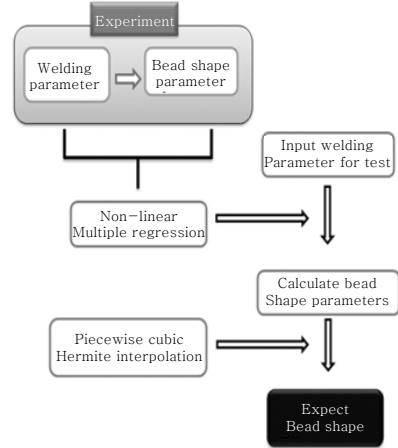 Experiment
Welding
parameter
Bead shape
parameter
Input welding
Parameter for test
Non-linear
Multiple regression
Calculate bead
Shape parameters
Piecewise cubic
Hermite interpolation
Expect
Bead shape